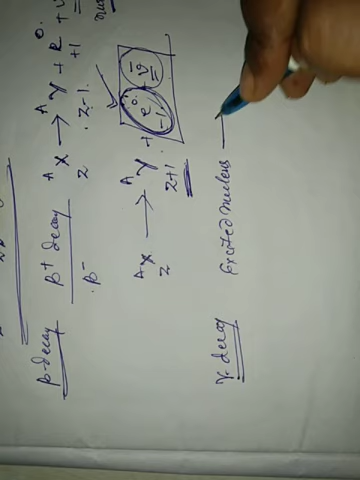 β-decay
β+ decay
A X → A Y + e 0 +
Z Z-1 +1
β-
A X → A Y + e 0 + ν̄
Z Z+1 -1
γ-decay Excited nucleus